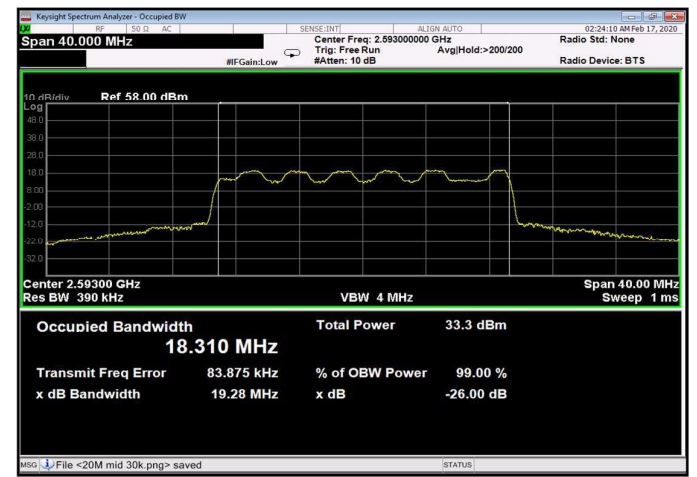 Keysight Spectrum Analyzer - Occupied BW
RF 50 Ω AC SENSE:INT ALIGN AUTO 02:24:10 AM Feb 17, 2020
Span 40.000 MHz Center Freq: 2.593000000 GHz Radio Std: None
Trig: Free Run Avg|Hold:>200/200
#IFGain:Low #Atten: 10 dB Radio Device: BTS
10 dB/div Ref 58.00 dBm
Log
48.0
38.0
28.0
18.0
8.00
-2.00
-12.0
-22.0
-32.0
Center 2.59300 GHz Span 40.00 MHz
Res BW 390 kHz VBW 4 MHz Sweep 1 ms
Occupied Bandwidth Total Power 33.3 dBm
18.310 MHz
Transmit Freq Error 83.875 kHz % of OBW Power 99.00 %
x dB Bandwidth 19.28 MHz x dB -26.00 dB
MSG File <20M mid 30k.png> saved STATUS